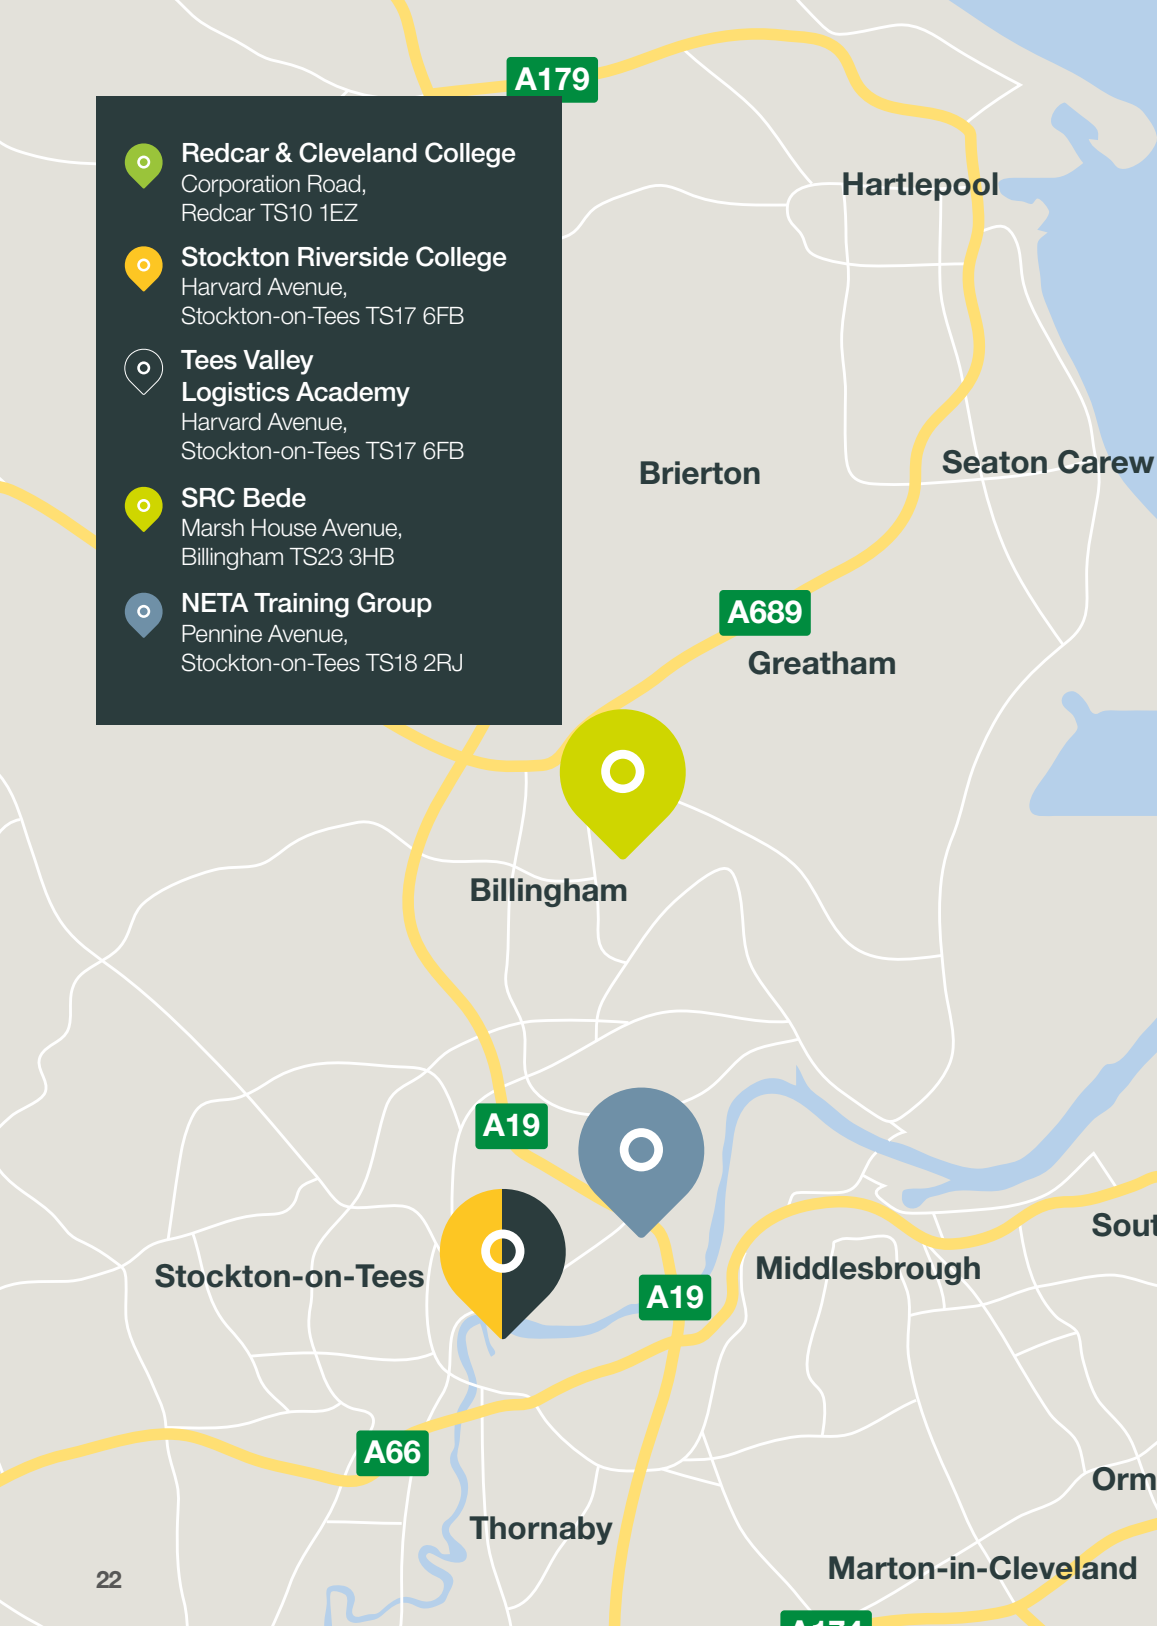 A179
Redcar & Cleveland College
Corporation Road,
Redcar TS10 1EZ
Stockton Riverside College
Harvard Avenue,
Stockton-on-Tees TS17 6FB
Tees Valley
Logistics Academy
Harvard Avenue,
Stockton-on-Tees TS17 6FB
SRC Bede
Marsh House Avenue,
Billingham TS23 3HB
NETA Training Group
Pennine Avenue,
Stockton-on-Tees TS18 2RJ
Hartlepool
Seaton Carew
Brierton
A689
Greatham
Billingham
A19
Sout
Middlesbrough
Stockton-on-Tees
A19
A66
Orm
Thornaby
Marton-in-Cleveland
22
A174